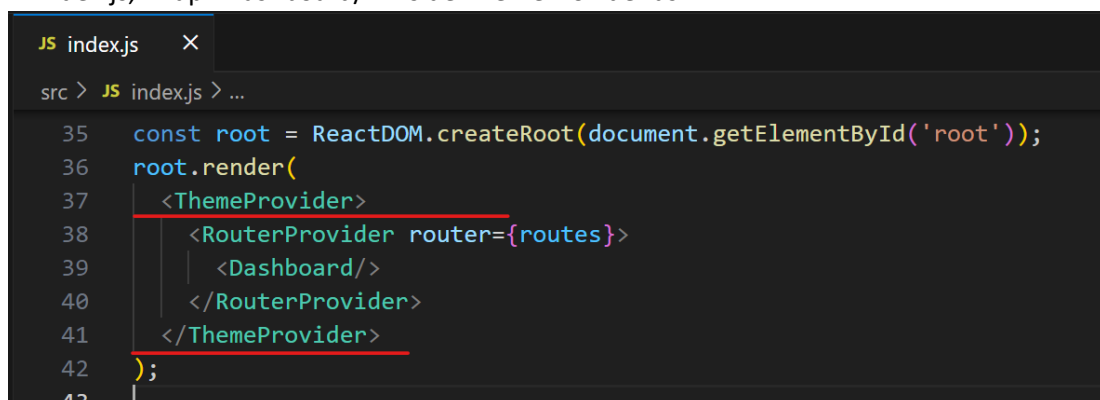 JS index.js ×
src > JS index.js > ...
35 const root = ReactDOM.createRoot(document.getElementById('root'));
36 root.render(
37 <ThemeProvider>
38 <RouterProvider router={routes}>
39 <Dashboard/>
40 </RouterProvider>
41 </ThemeProvider>
42 );